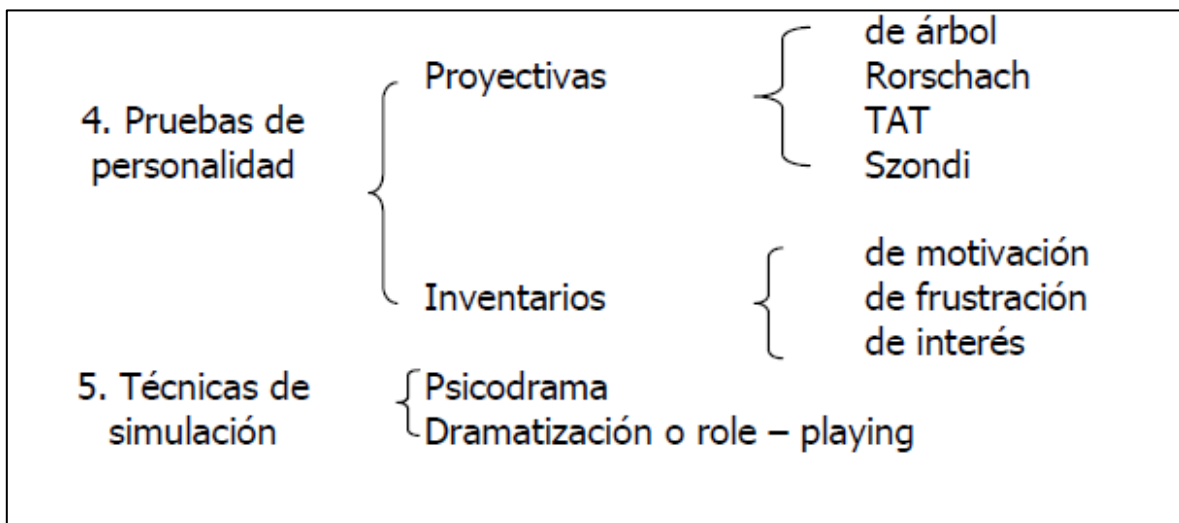 4. Pruebas de
personalidad
Proyectivas
de árbol
Rorschach
TAT
Szondi
Inventarios
de motivación
de frustración
de interés
5. Técnicas de
simulación
Psicodrama
Dramatización o role – playing